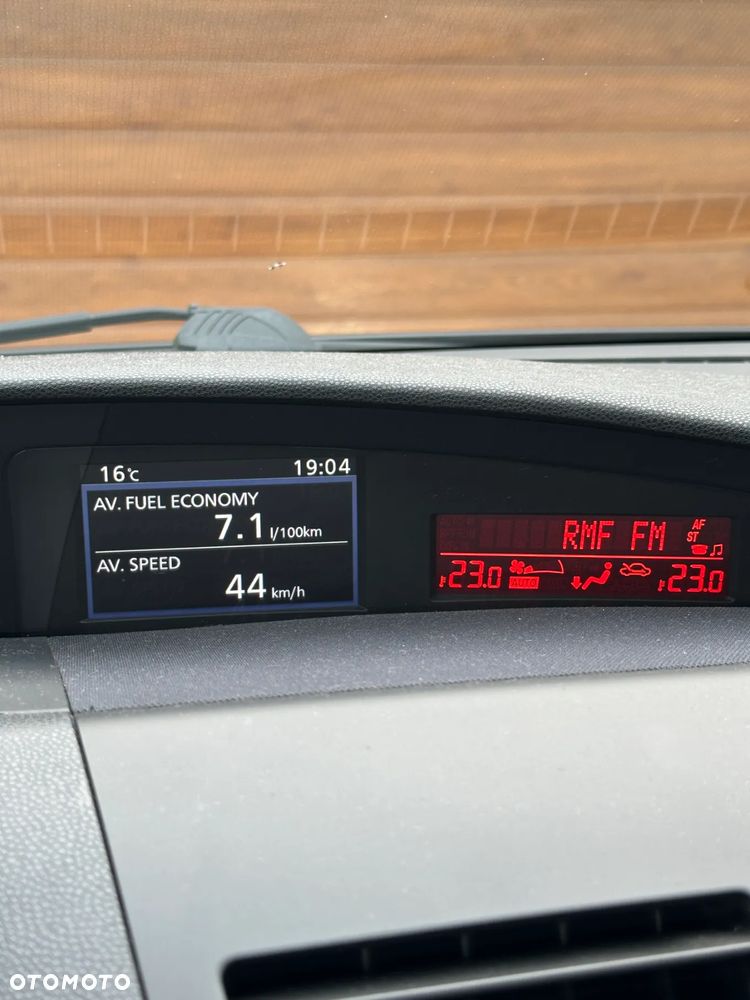 16°C 19:04
AV. FUEL ECONOMY
7.1 l/100km
AV. SPEED
44 km/h
RMF FM AF
ST
23.0 AUTO 23.0
OTOMOTO